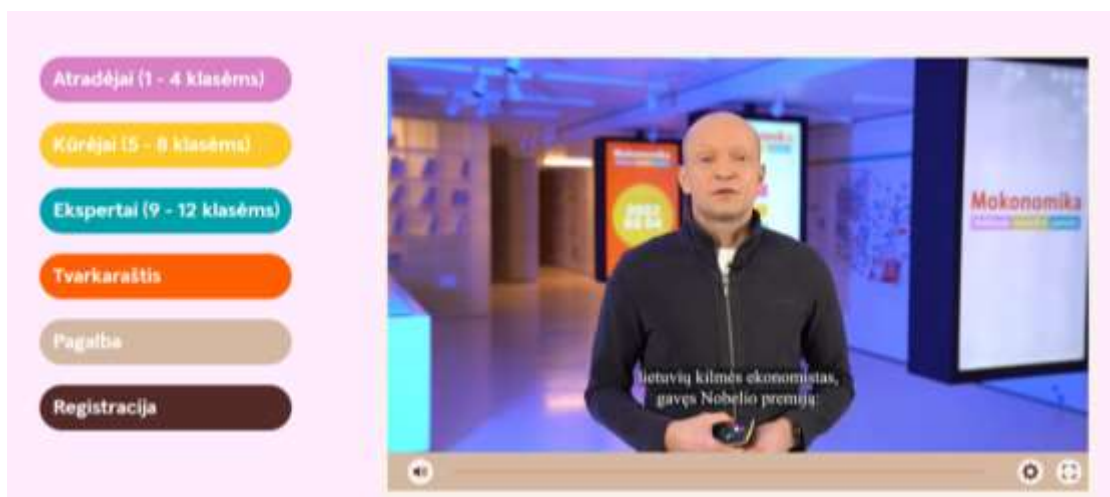 Atradėjai (1 - 4 klasėms)
Kūrėjai (5 - 8 klasėms)
Ekspertai (9 - 12 klasėms)
Tvarkaraštis
Pagalba
Registracija
Mokonomika
Mokonomika
lietuvių kilmės ekonomistas,
gavęs Nobelio premiją: